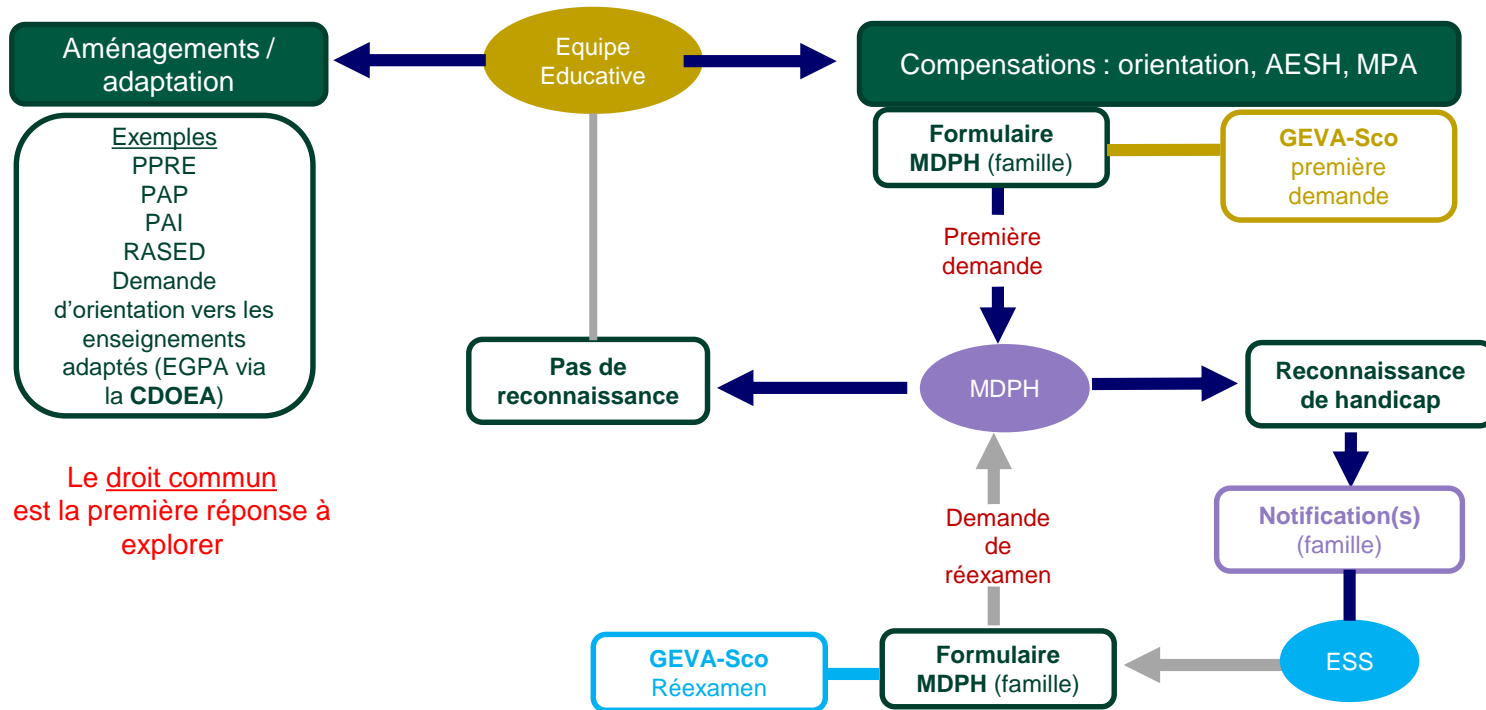 Aménagements /
adaptation
Equipe
Educative
Compensations : orientation, AESH, MPA
Exemples
PPRE
PAP
PAI
RASED
Demande
d’orientation vers les
enseignements
adaptés (EGPA via
la CDOEA)
Formulaire
MDPH (famille)
GEVA-Sco
première
demande
Première
demande
Pas de
reconnaissance
MDPH
Reconnaissance
de handicap
Le droit commun
est la première réponse à
explorer
Demande
de
réexamen
Notification(s)
(famille)
GEVA-Sco
Réexamen
Formulaire
MDPH (famille)
ESS